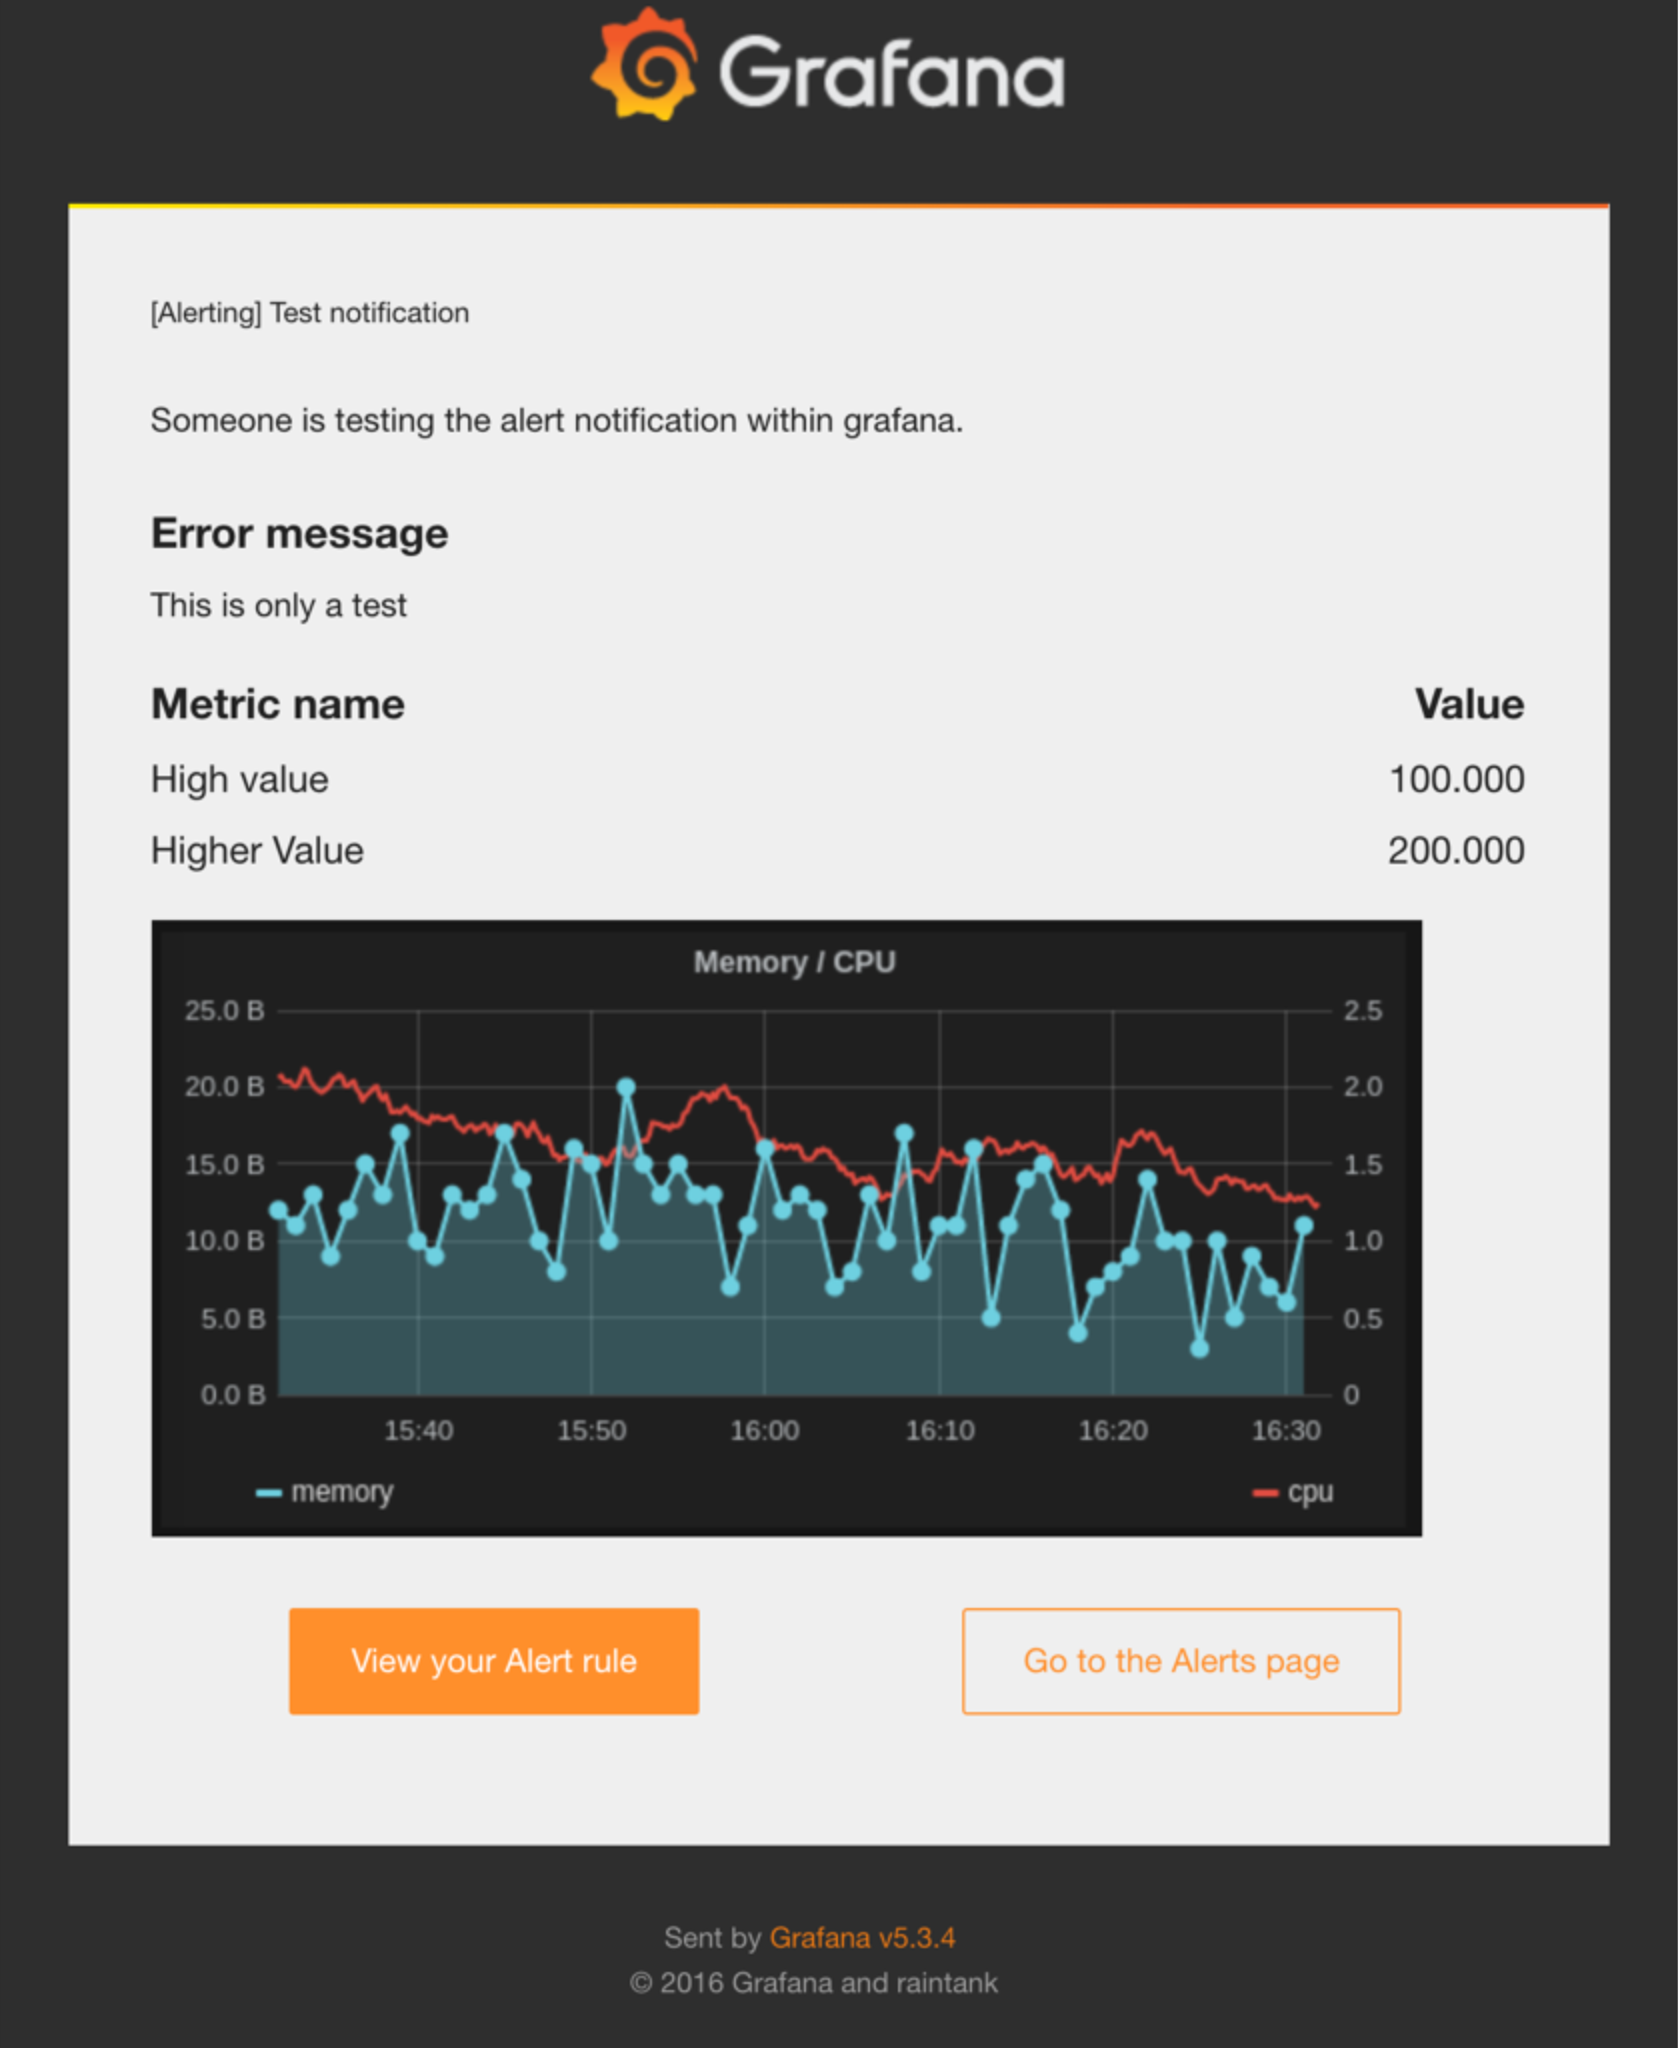 Grafana
[Alerting] Test notification
Someone is testing the alert notification within grafana.
Error message
This is only a test
Metric name Value
High value 100.000
Higher Value 200.000
Memory / CPU
25.0 B 2.5
20.0 B 2.0
15.0 B 1.5
10.0 B 1.0
5.0 B 0.5
0.0 B 0
15:40 15:50 16:00 16:10 16:20 16:30
memory cpu
View your Alert rule Go to the Alerts page
Sent by Grafana v5.3.4
© 2016 Grafana and raintank